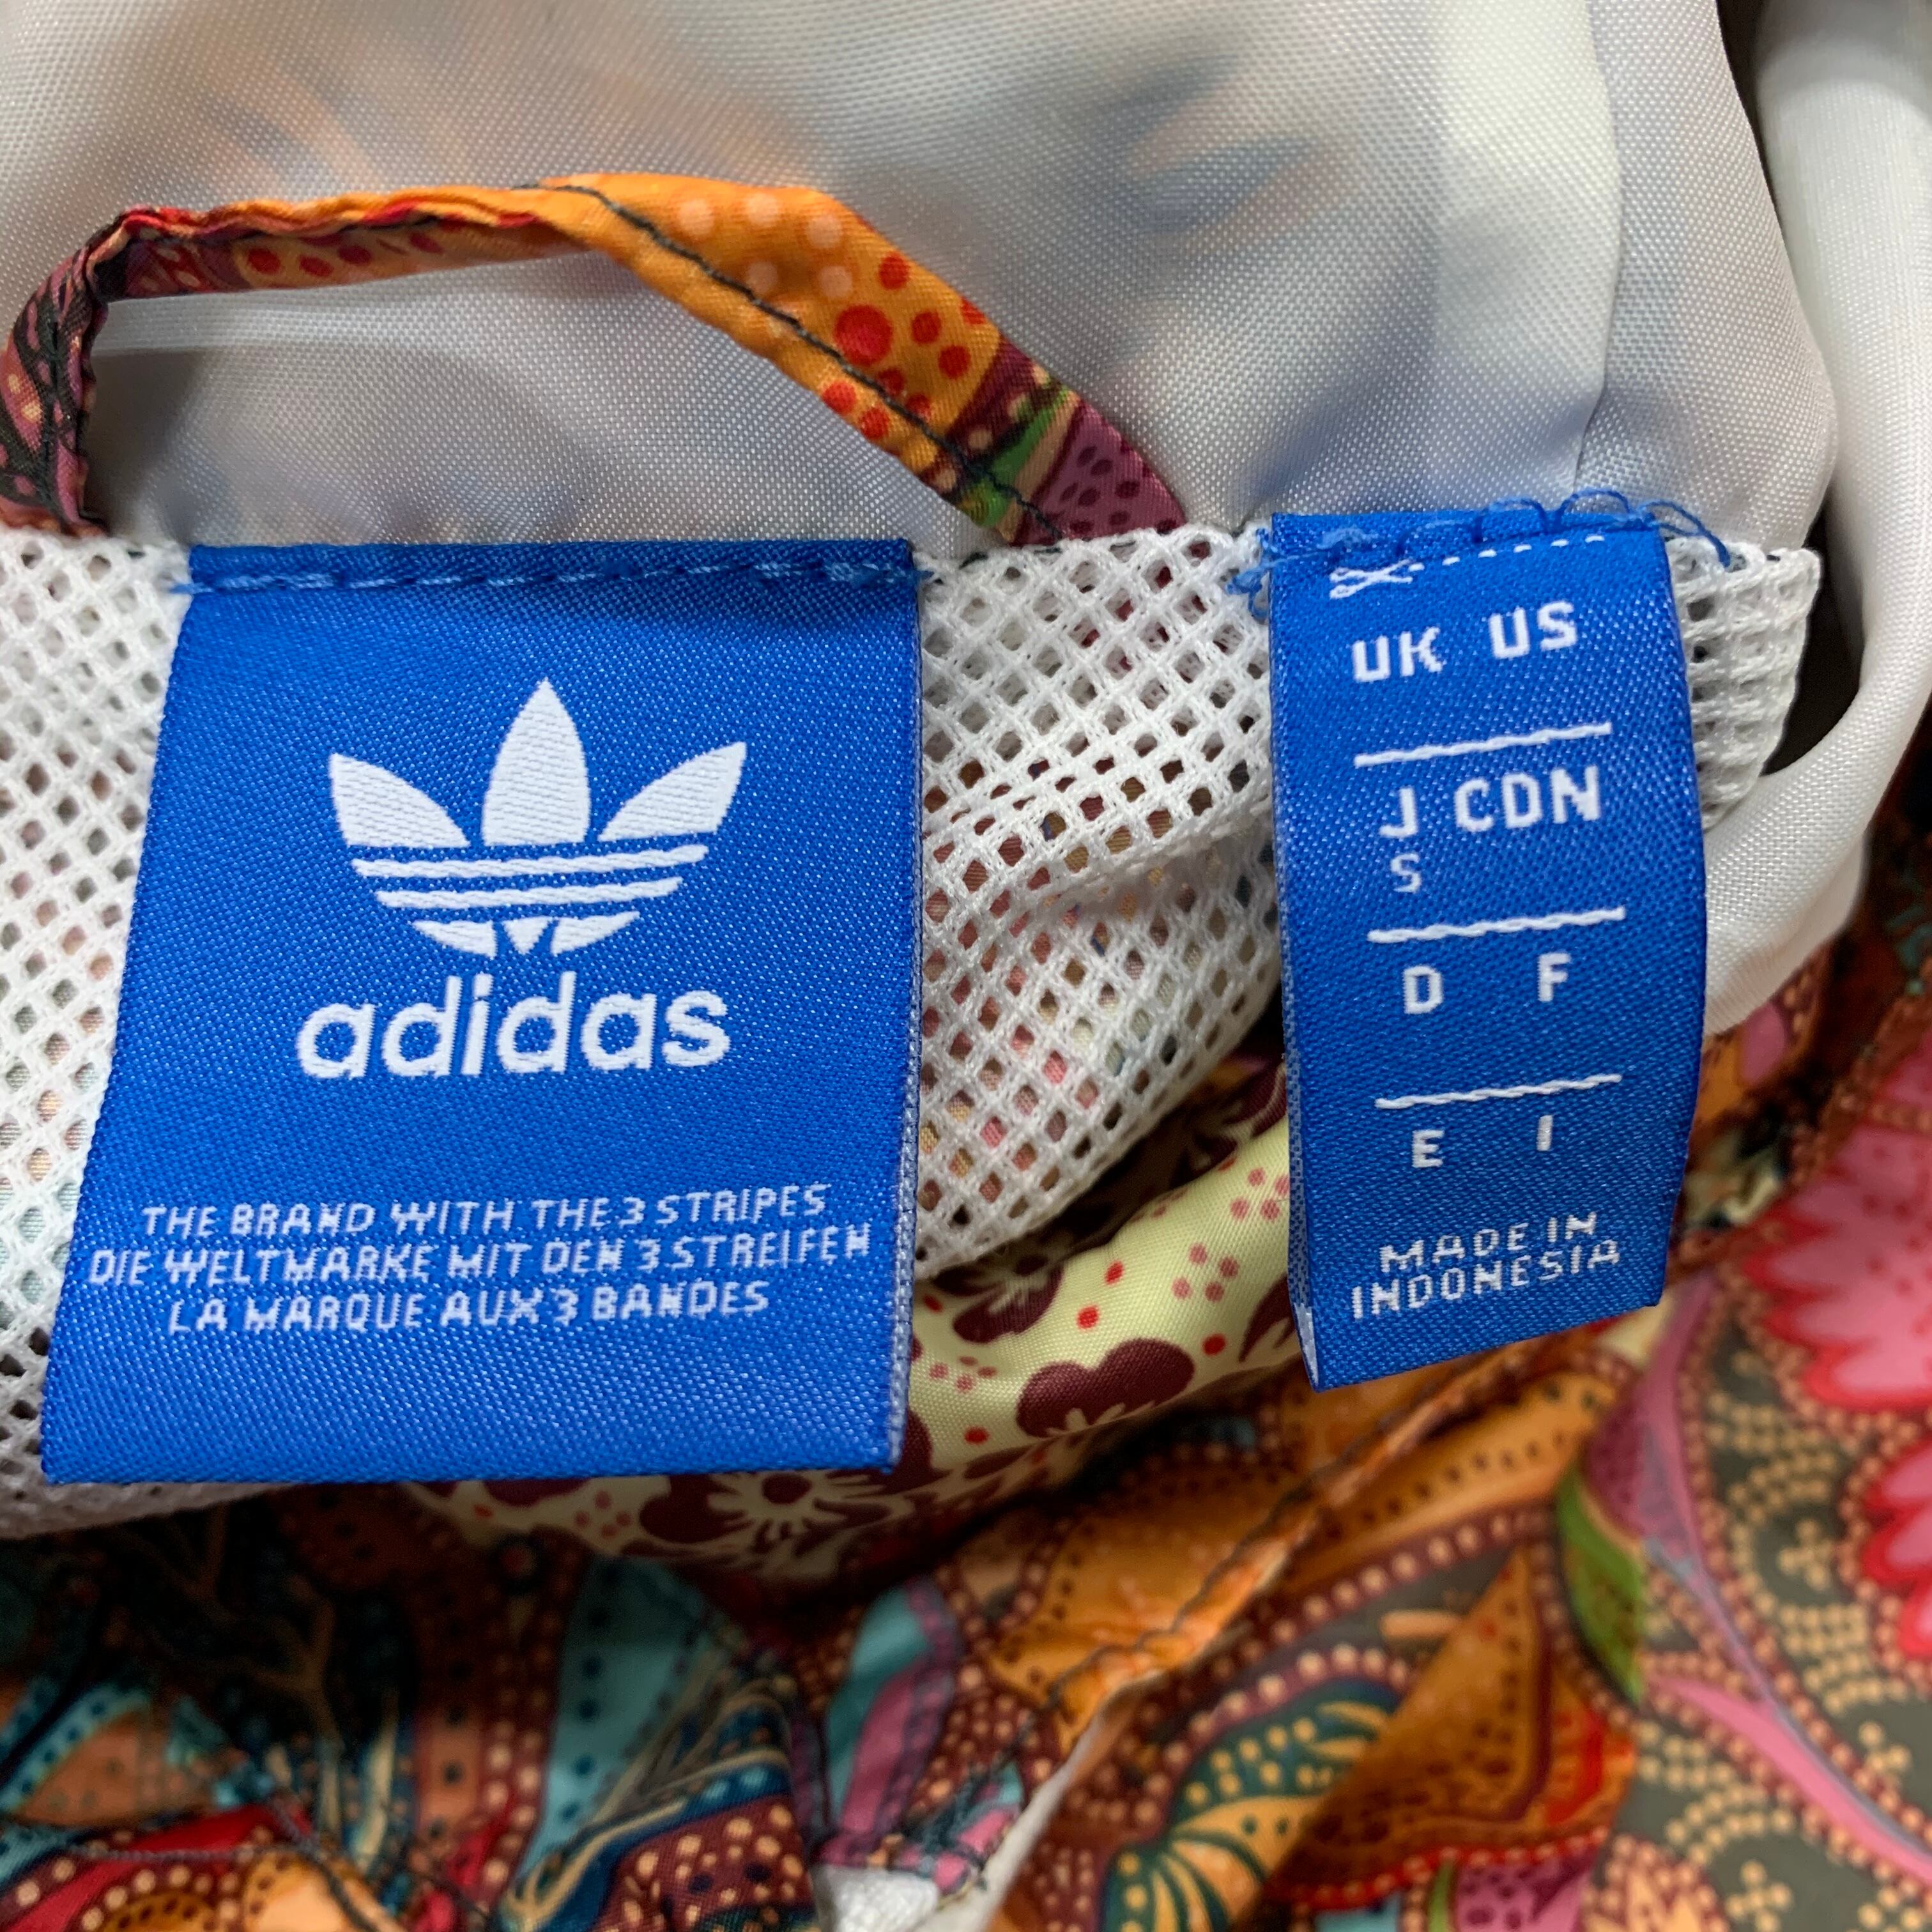 adidas
THE BRAND WITH THE 3 STRIPES
DIE WELTMARKE MIT DEN 3 STREIFEN
LA MARQUE AUX 3 BANDES
UK US
J CDN
S
D F
E I
MADE IN
INDONESIA